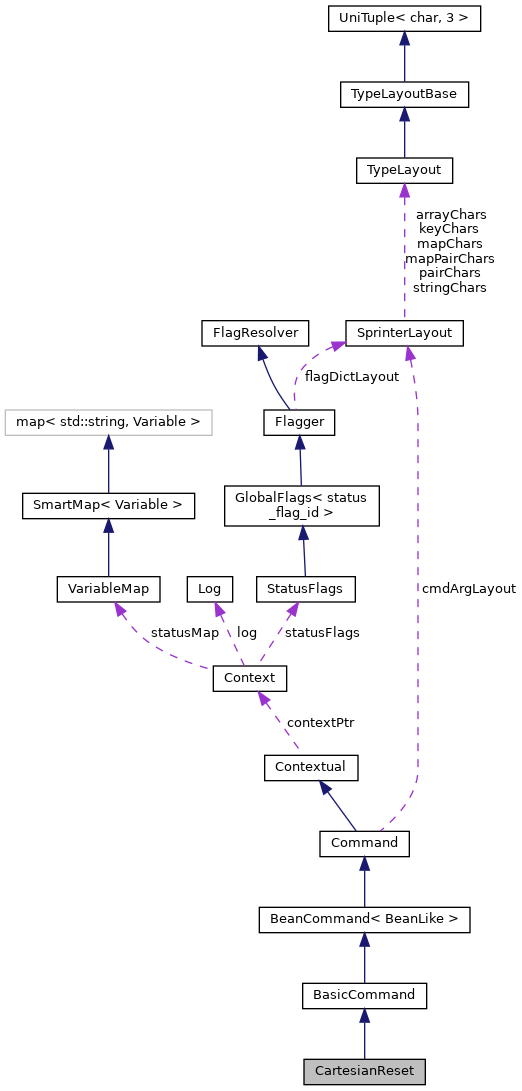 UniTuple< char, 3 >
TypeLayoutBase
TypeLayout
arrayChars
keyChars
mapChars
mapPairChars
pairChars
stringChars
FlagResolver
SprinterLayout
flagDictLayout
map< std::string, Variable >
Flagger
SmartMap< Variable >
GlobalFlags< status
_flag_id >
VariableMap
Log
StatusFlags
cmdArgLayout
statusMap
log
statusFlags
Context
contextPtr
Contextual
Command
BeanCommand< BeanLike >
BasicCommand
CartesianReset